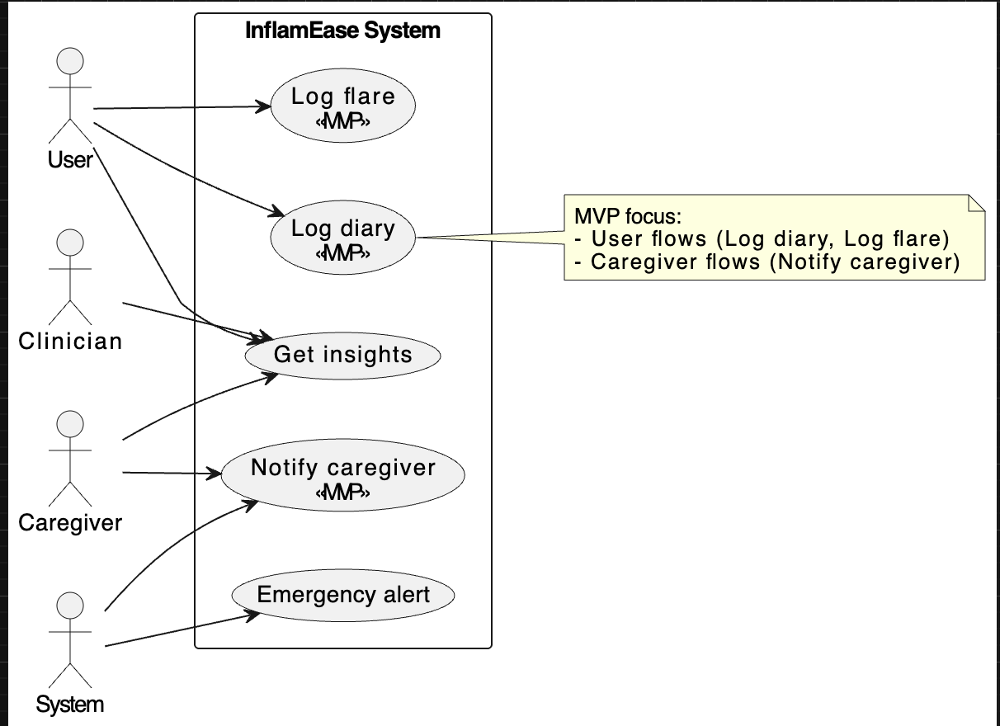 InflamEase System
Log flare
«MVP»
User
Log diary
«MVP»
MVP focus:
- User flows (Log diary, Log flare)
- Caregiver flows (Notify caregiver)
Clinician
Get insights
Notify caregiver
«MVP»
Caregiver
Emergency alert
System